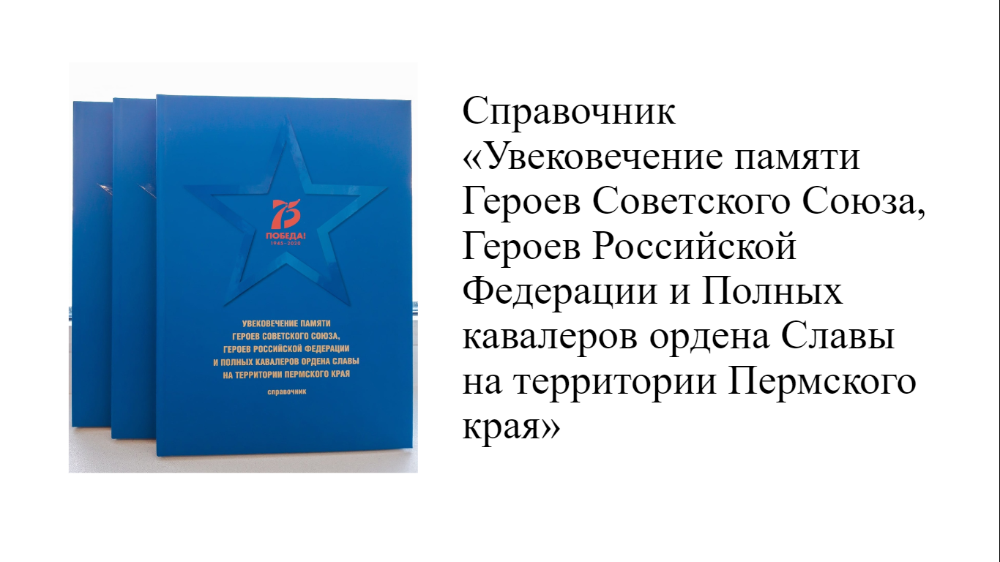 75
ПОБЕДА!
1945–2020
УВЕКОВЕЧЕНИЕ ПАМЯТИ
ГЕРОЕВ СОВЕТСКОГО СОЮЗА,
ГЕРОЕВ РОССИЙСКОЙ ФЕДЕРАЦИИ
И ПОЛНЫХ КАВАЛЕРОВ ОРДЕНА СЛАВЫ
НА ТЕРРИТОРИИ ПЕРМСКОГО КРАЯ
справочник
Справочник
«Увековечение памяти
Героев Советского Союза,
Героев Российской
Федерации и Полных
кавалеров ордена Славы
на территории Пермского
края»